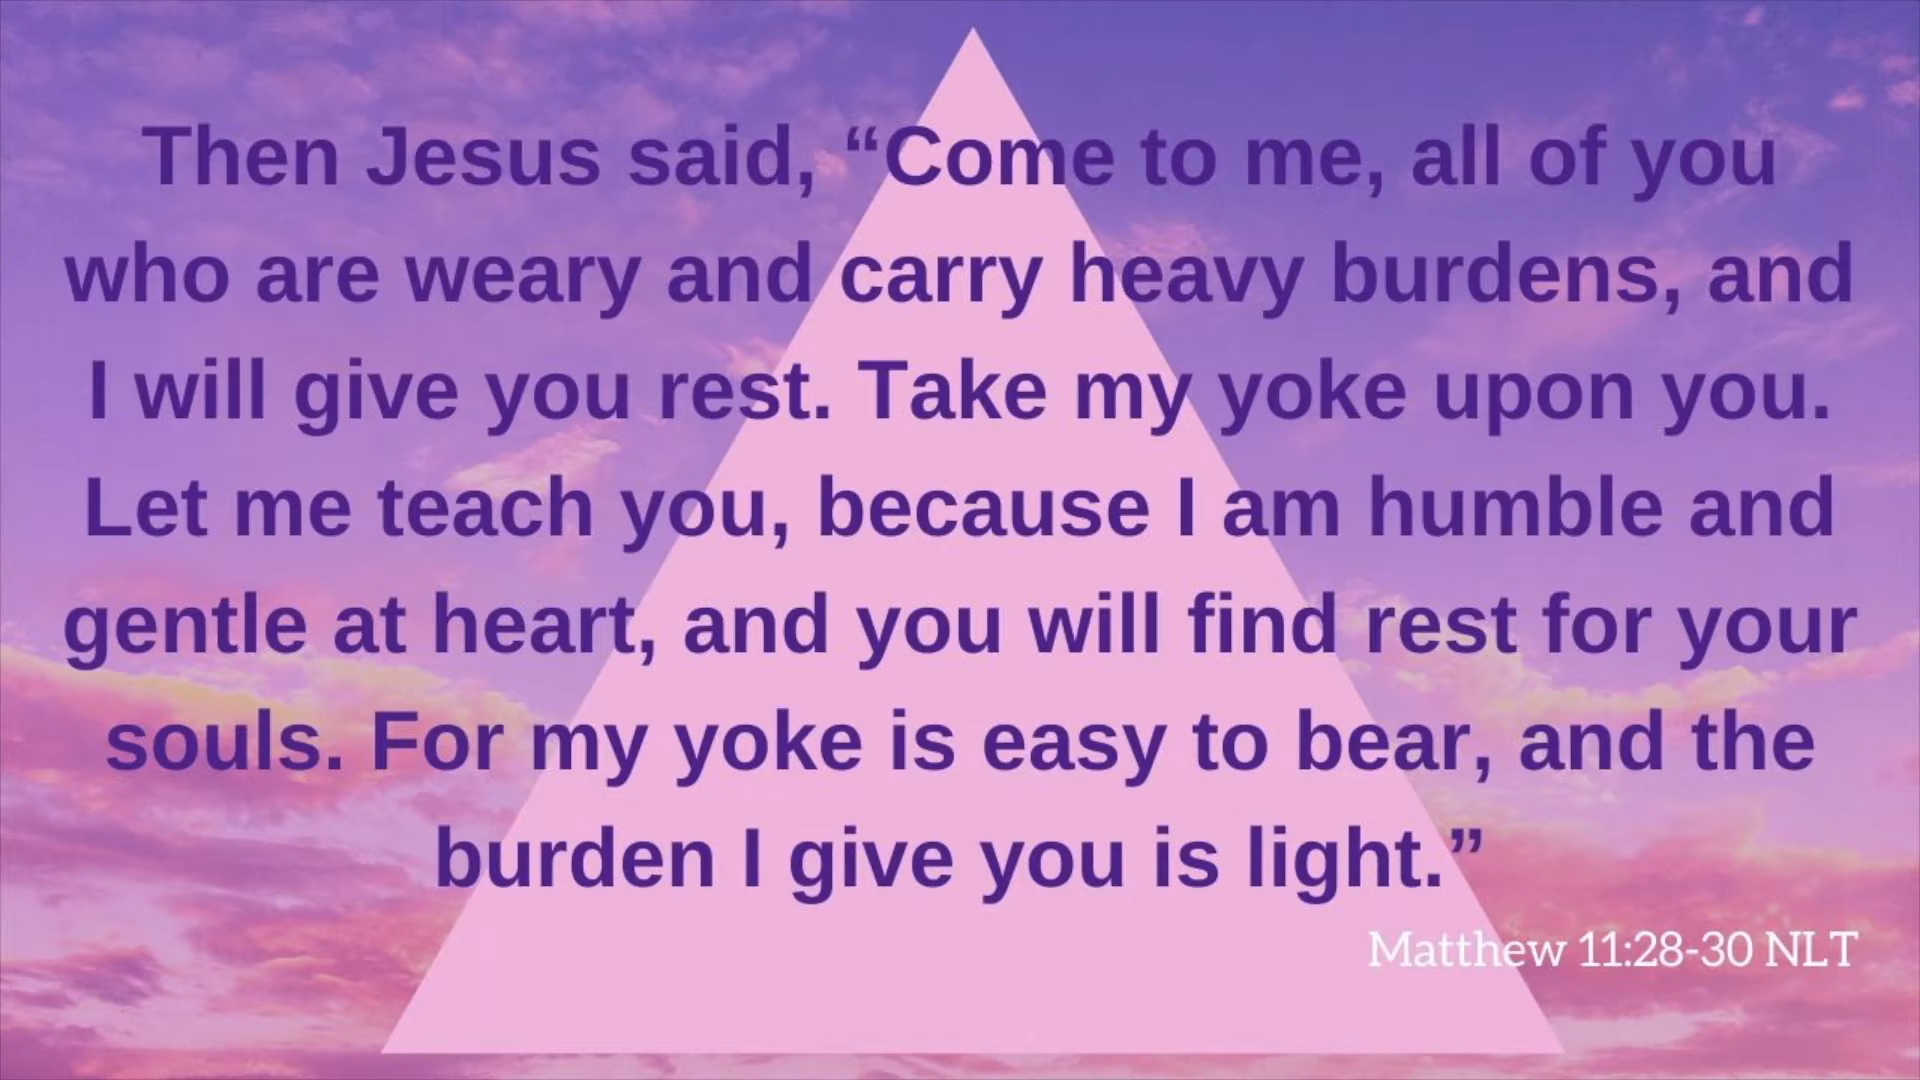 Then Jesus said, “Come to me, all of you
who are weary and carry heavy burdens, and
I will give you rest. Take my yoke upon you.
Let me teach you, because I am humble and
gentle at heart, and you will find rest for your
souls. For my yoke is easy to bear, and the
burden I give you is light.”
Matthew 11:28-30 NLT